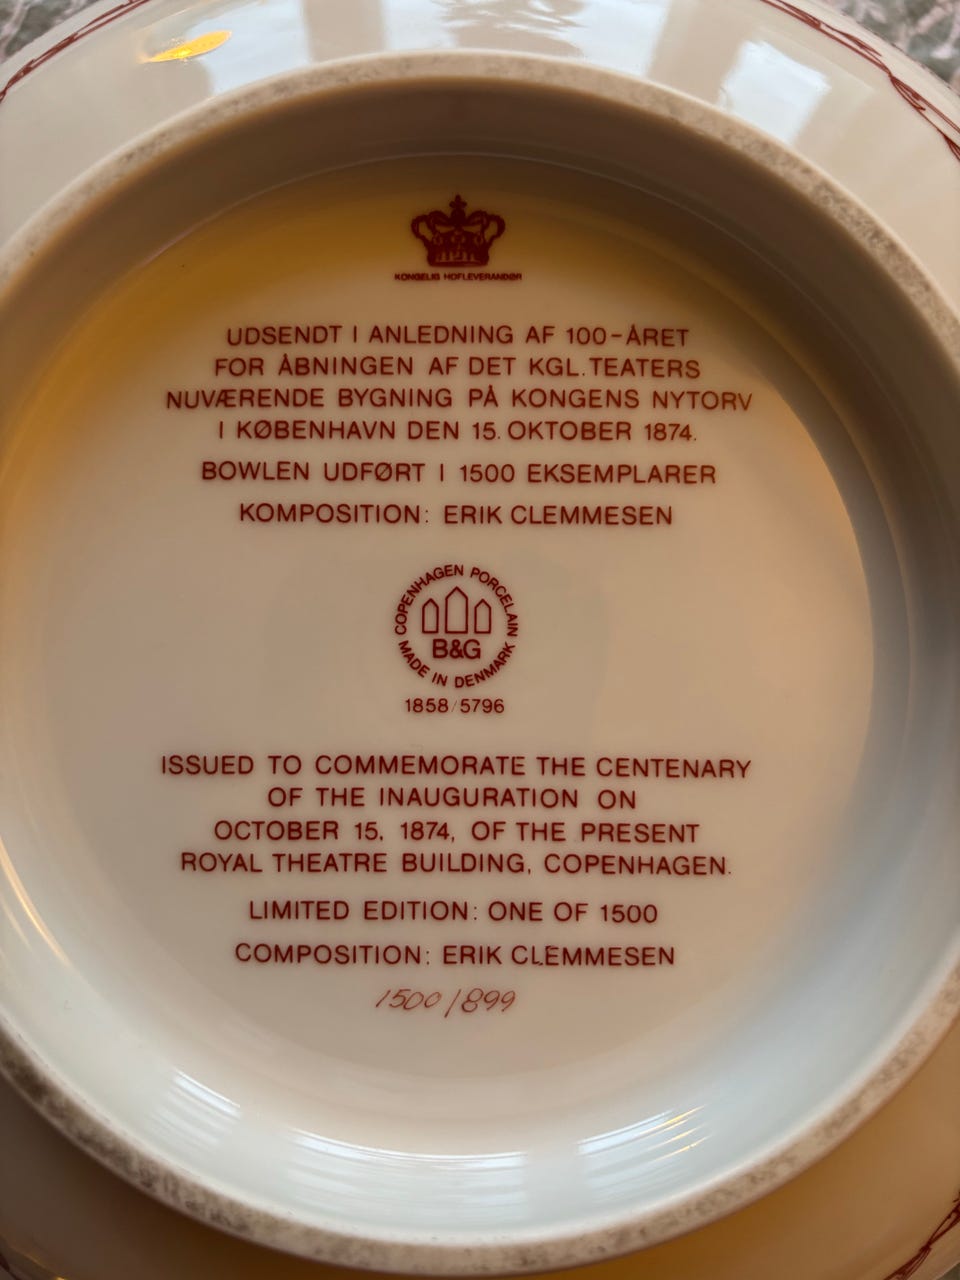 KONGELIG HOFLEVERANDØR
UDSENDT I ANLEDNING AF 100-ÅRET
FOR ÅBNINGEN AF DET KGL. TEATERS
NUVÆRENDE BYGNING PÅ KONGENS NYTORV
I KØBENHAVN DEN 15. OKTOBER 1874.
BOWLEN UDFØRT I 1500 EKSEMPLARER
KOMPOSITION: ERIK CLEMMESEN
COPENHAGEN PORCELAIN
B&G
MADE IN DENMARK
1858/5796
ISSUED TO COMMEMORATE THE CENTENARY
OF THE INAUGURATION ON
OCTOBER 15, 1874, OF THE PRESENT
ROYAL THEATRE BUILDING, COPENHAGEN.
LIMITED EDITION: ONE OF 1500
COMPOSITION: ERIK CLEMMESEN
1500/899